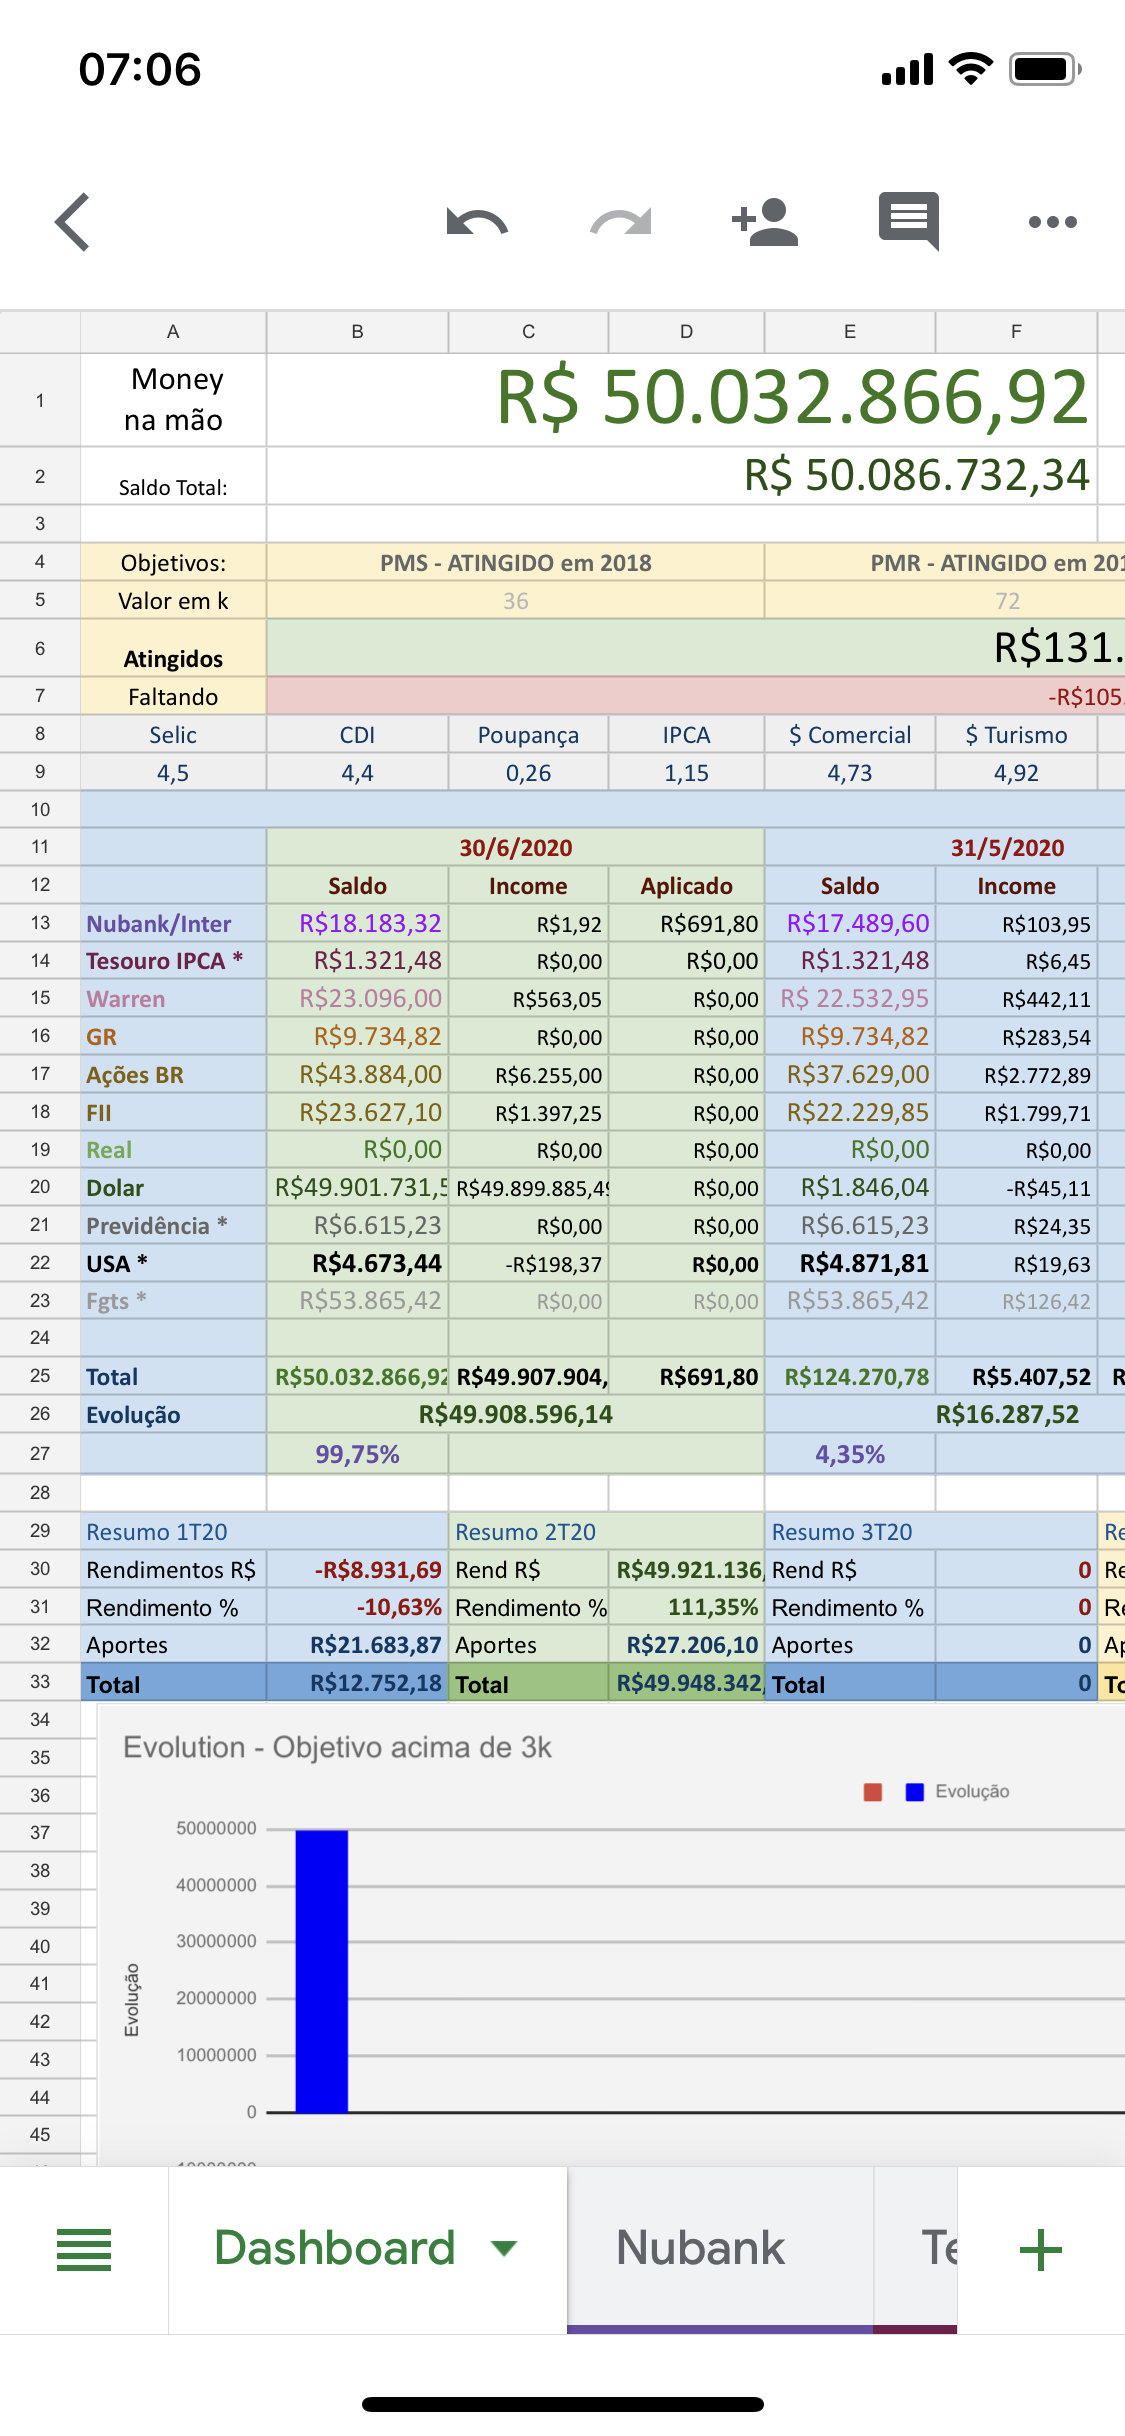 07:06
A B C D E F
1 Money na mão R$ 50.032.866,92
2 Saldo Total: R$ 50.086.732,34
3
4 Objetivos: PMS - ATINGIDO em 2018 PMR - ATINGIDO em 201
5 Valor em k 36 72
6 Atingidos R$131.
7 Faltando -R$105.
8 Selic CDI Poupança IPCA $ Comercial $ Turismo
9 4,5 4,4 0,26 1,15 4,73 4,92
10
11 30/6/2020 31/5/2020
12 Saldo Income Aplicado Saldo Income
13 Nubank/Inter R$18.183,32 R$1,92 R$691,80 R$17.489,60 R$103,95
14 Tesouro IPCA * R$1.321,48 R$0,00 R$0,00 R$1.321,48 R$6,45
15 Warren R$23.096,00 R$563,05 R$0,00 R$ 22.532,95 R$442,11
16 GR R$9.734,82 R$0,00 R$0,00 R$9.734,82 R$283,54
17 Ações BR R$43.884,00 R$6.255,00 R$0,00 R$37.629,00 R$2.772,89
18 FII R$23.627,10 R$1.397,25 R$0,00 R$22.229,85 R$1.799,71
19 Real R$0,00 R$0,00 R$0,00 R$0,00 R$0,00
20 Dolar R$49.901.731,5 R$49.899.885,49 R$0,00 R$1.846,04 -R$45,11
21 Previdência * R$6.615,23 R$0,00 R$0,00 R$6.615,23 R$24,35
22 USA * R$4.673,44 -R$198,37 R$0,00 R$4.871,81 R$19,63
23 Fgts * R$53.865,42 R$0,00 R$0,00 R$53.865,42 R$126,42
24
25 Total R$50.032.866,92 R$49.907.904, R$691,80 R$124.270,78 R$5.407,52 R
26 Evolução R$49.908.596,14 R$16.287,52
27 99,75% 4,35%
28
29 Resumo 1T20 Resumo 2T20 Resumo 3T20 Re
30 Rendimentos R$ -R$8.931,69 Rend R$ R$49.921.136, Rend R$ 0 Re
31 Rendimento % -10,63% Rendimento % 111,35% Rendimento % 0 Re
32 Aportes R$21.683,87 Aportes R$27.206,10 Aportes 0 Ap
33 Total R$12.752,18 Total R$49.948.342, Total 0 To
34
35 Evolution - Objetivo acima de 3k
36 Evolução
37 50000000
38 40000000
39
40 30000000
41 Evolução
42 20000000
43 10000000
44 0
45
Dashboard Nubank Te